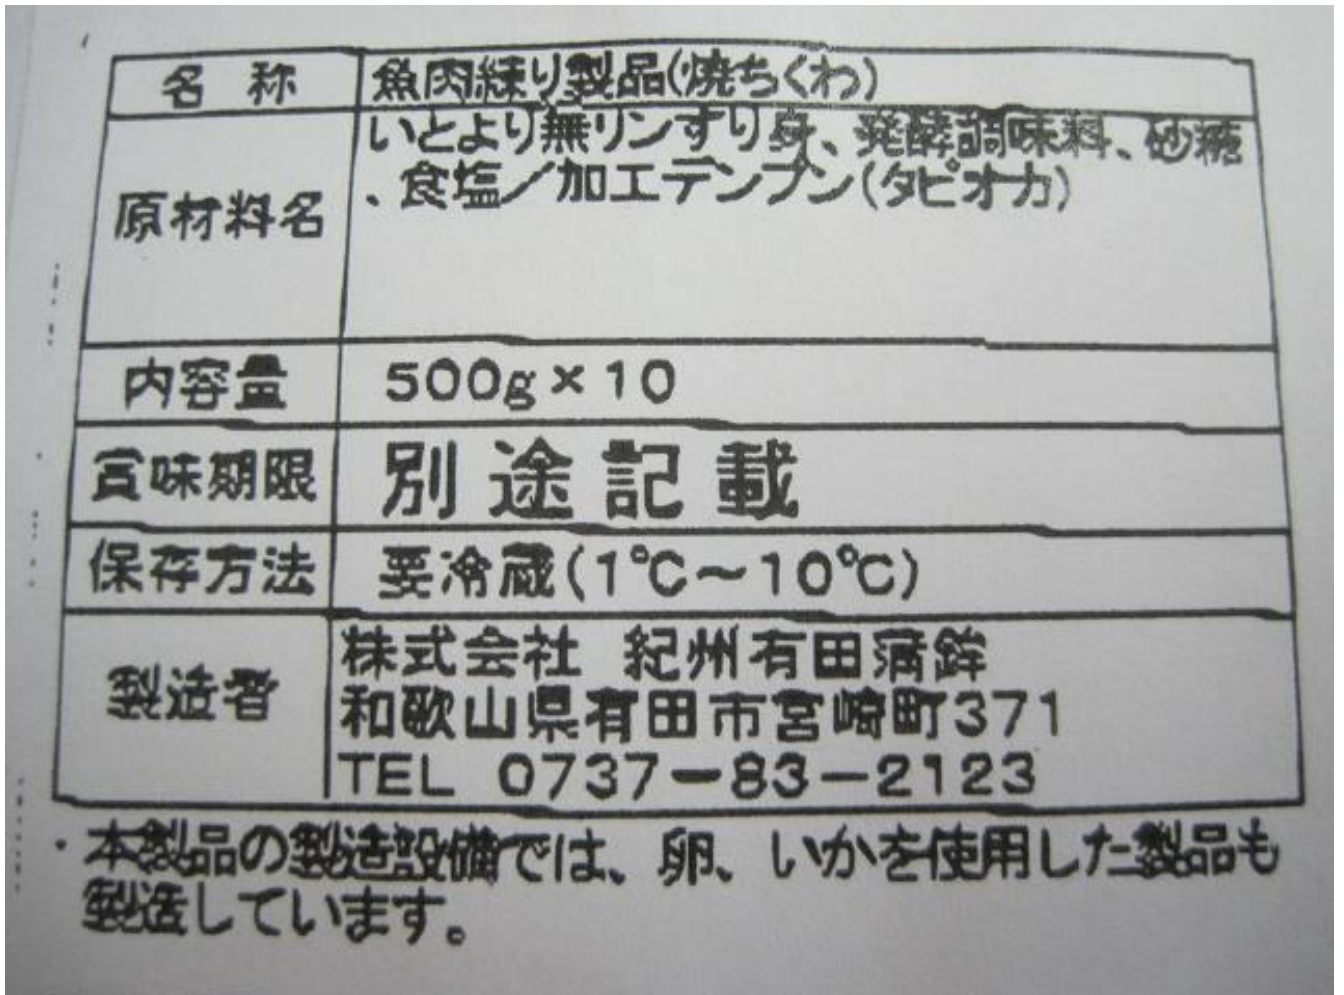 名 称 魚肉練り製品(焼ちくわ)
原材料名 いとより無リンすり身、発酵調味料、砂糖
、食塩/加工デンプン(タピオカ)
内容量 500g×10
賞味期限 別途記載
保存方法 要冷蔵(1℃~10℃)
製造者 株式会社 紀州有田蒲鉾
和歌山県有田市宮崎町371
TEL 0737-83-2123
・本製品の製造設備では、卵、いかを使用した製品も
製造しています。